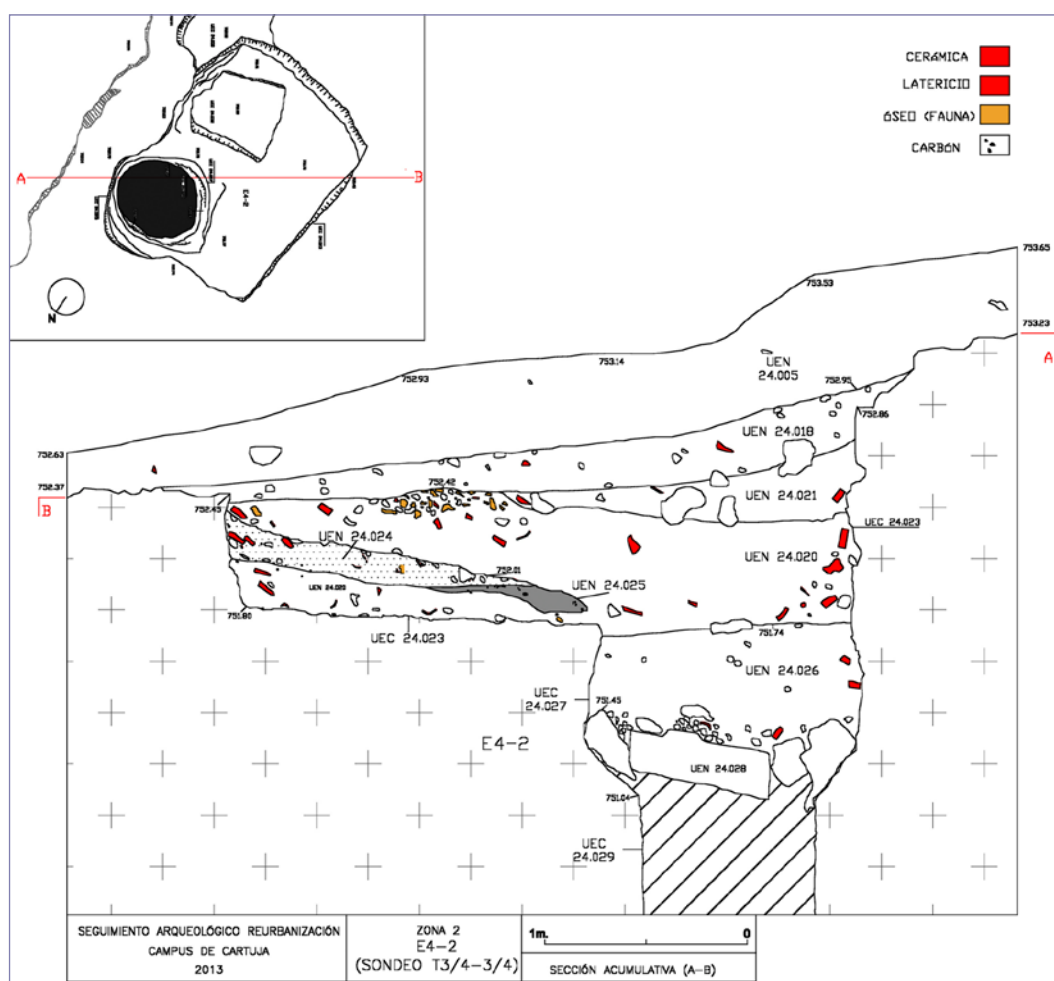 A
B
E4-2
N
CERÁMICA
LATERICIO
ÓSEO (FAUNA)
CARBÓN
753.65
753.53
753.23
A
753.14
UEN
24.005
752.93
752.95
752.86
UEN 24.018
752.63
752.37
B
752.42
752.45
UEN 24.021
UEC 24.023
UEN 24.024
UEN 24.020
752.01
UEN 24.025
751.80
UEC 24.023
751.74
UEN 24.026
UEC
24.027
751.45
E4-2
UEN 24.028
751.04
UEC
24.029
SEGUIMIENTO ARQUEOLÓGICO REURBANIZACIÓN
CAMPUS DE CARTUJA
2013
ZONA 2
E4-2
(SONDEO T3/4-3/4)
1m.
0
SECCIÓN ACUMULATIVA (A-B)